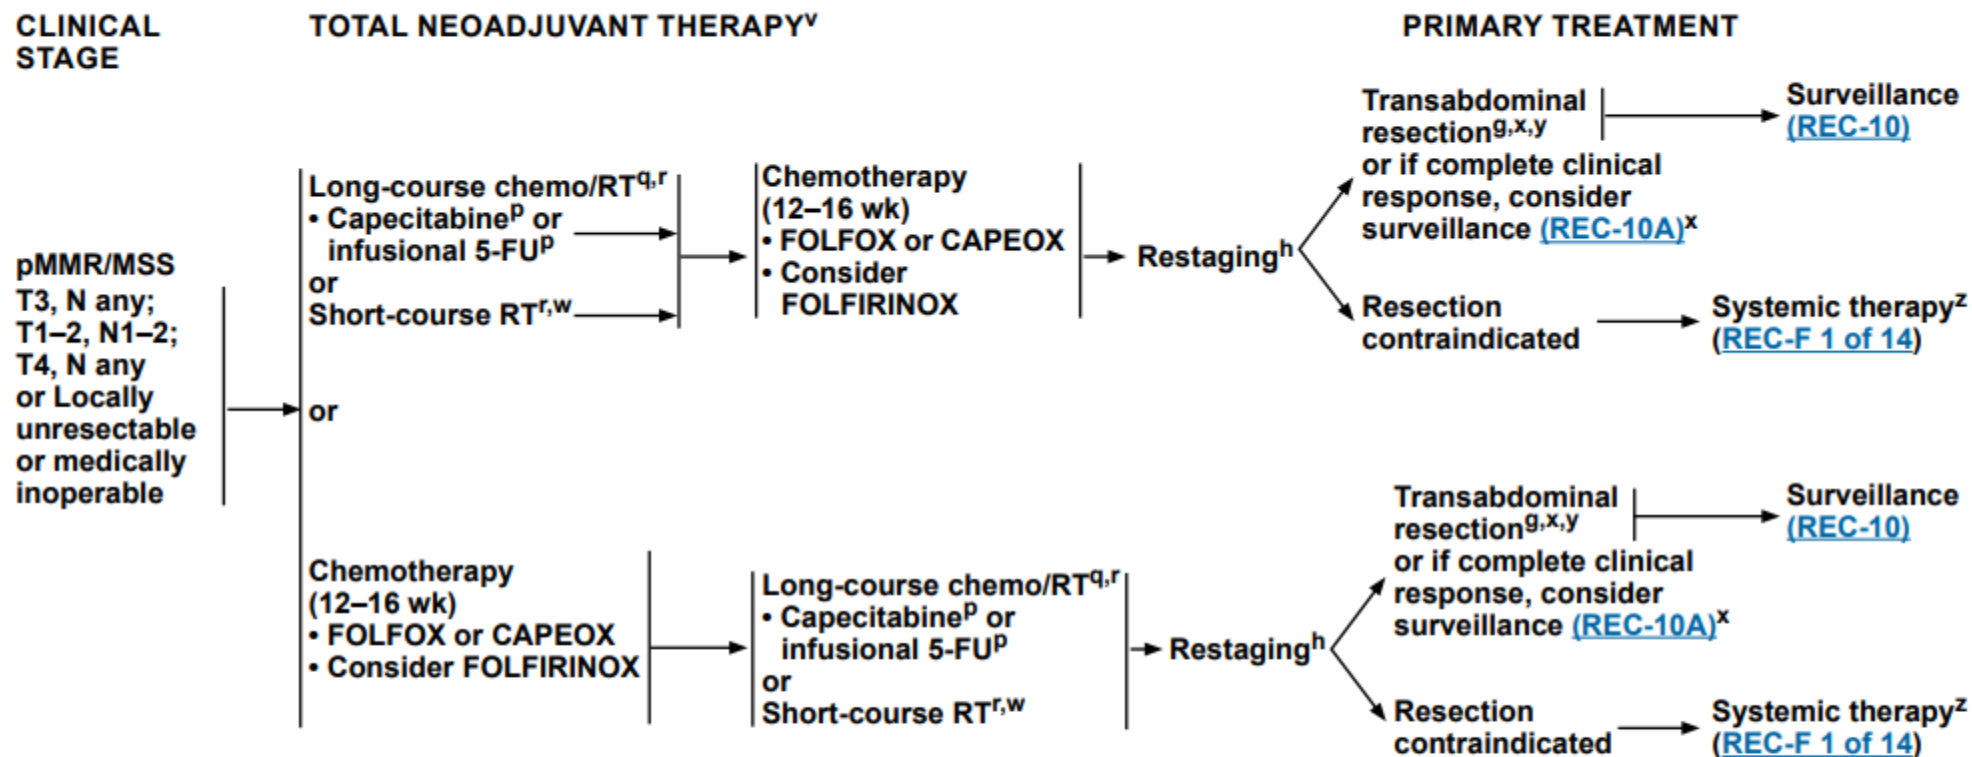 CLINICAL
STAGE
TOTAL NEOADJUVANT THERAPYᵛ
PRIMARY TREATMENT
pMMR/MSS
T3, N any;
T1–2, N1–2;
T4, N any
or Locally
unresectable
or medically
inoperable
Long-course chemo/RTq,r
• Capecitabineᵖ or
infusional 5-FUᵖ
or
Short-course RTr,w
Chemotherapy
(12–16 wk)
• FOLFOX or CAPEOX
• Consider
FOLFIRINOX
Restagingʰ
Transabdominal
resectiong,x,y
or if complete clinical
response, consider
surveillance (REC-10A)ˣ
Surveillance
(REC-10)
Resection
contraindicated
Systemic therapyᶻ
(REC-F 1 of 14)
or
Chemotherapy
(12–16 wk)
• FOLFOX or CAPEOX
• Consider FOLFIRINOX
Long-course chemo/RTq,r
• Capecitabineᵖ or
infusional 5-FUᵖ
or
Short-course RTr,w
Restagingʰ
Transabdominal
resectiong,x,y
or if complete clinical
response, consider
surveillance (REC-10A)ˣ
Surveillance
(REC-10)
Resection
contraindicated
Systemic therapyᶻ
(REC-F 1 of 14)